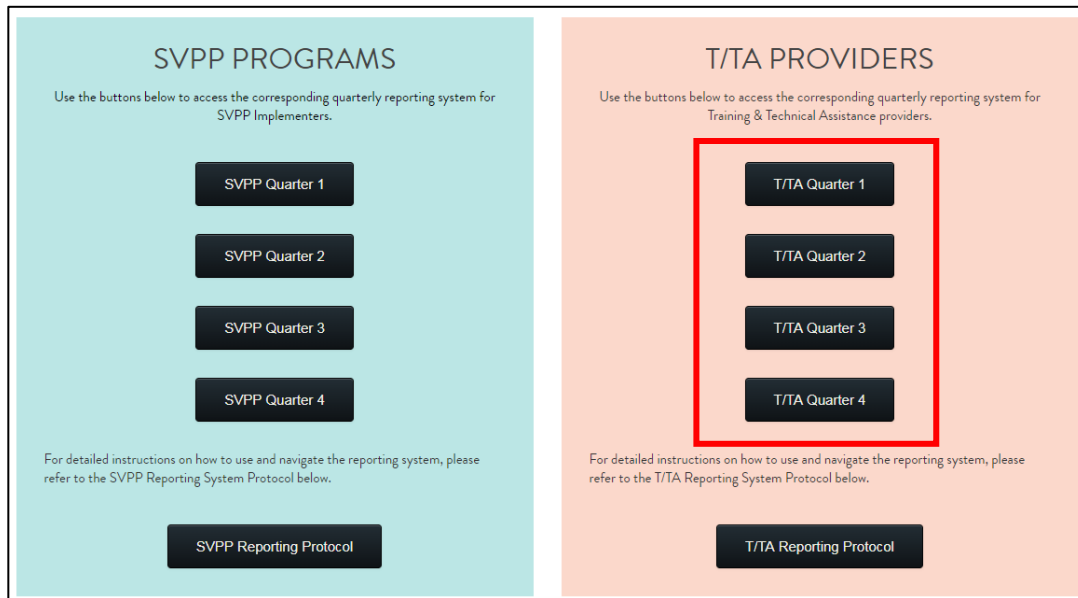 SVPP PROGRAMS
Use the buttons below to access the corresponding quarterly reporting system for
SVPP Implementers.
SVPP Quarter 1
SVPP Quarter 2
SVPP Quarter 3
SVPP Quarter 4
For detailed instructions on how to use and navigate the reporting system, please
refer to the SVPP Reporting System Protocol below.
SVPP Reporting Protocol
T/TA PROVIDERS
Use the buttons below to access the corresponding quarterly reporting system for
Training & Technical Assistance providers.
T/TA Quarter 1
T/TA Quarter 2
T/TA Quarter 3
T/TA Quarter 4
For detailed instructions on how to use and navigate the reporting system, please
refer to the T/TA Reporting System Protocol below.
T/TA Reporting Protocol